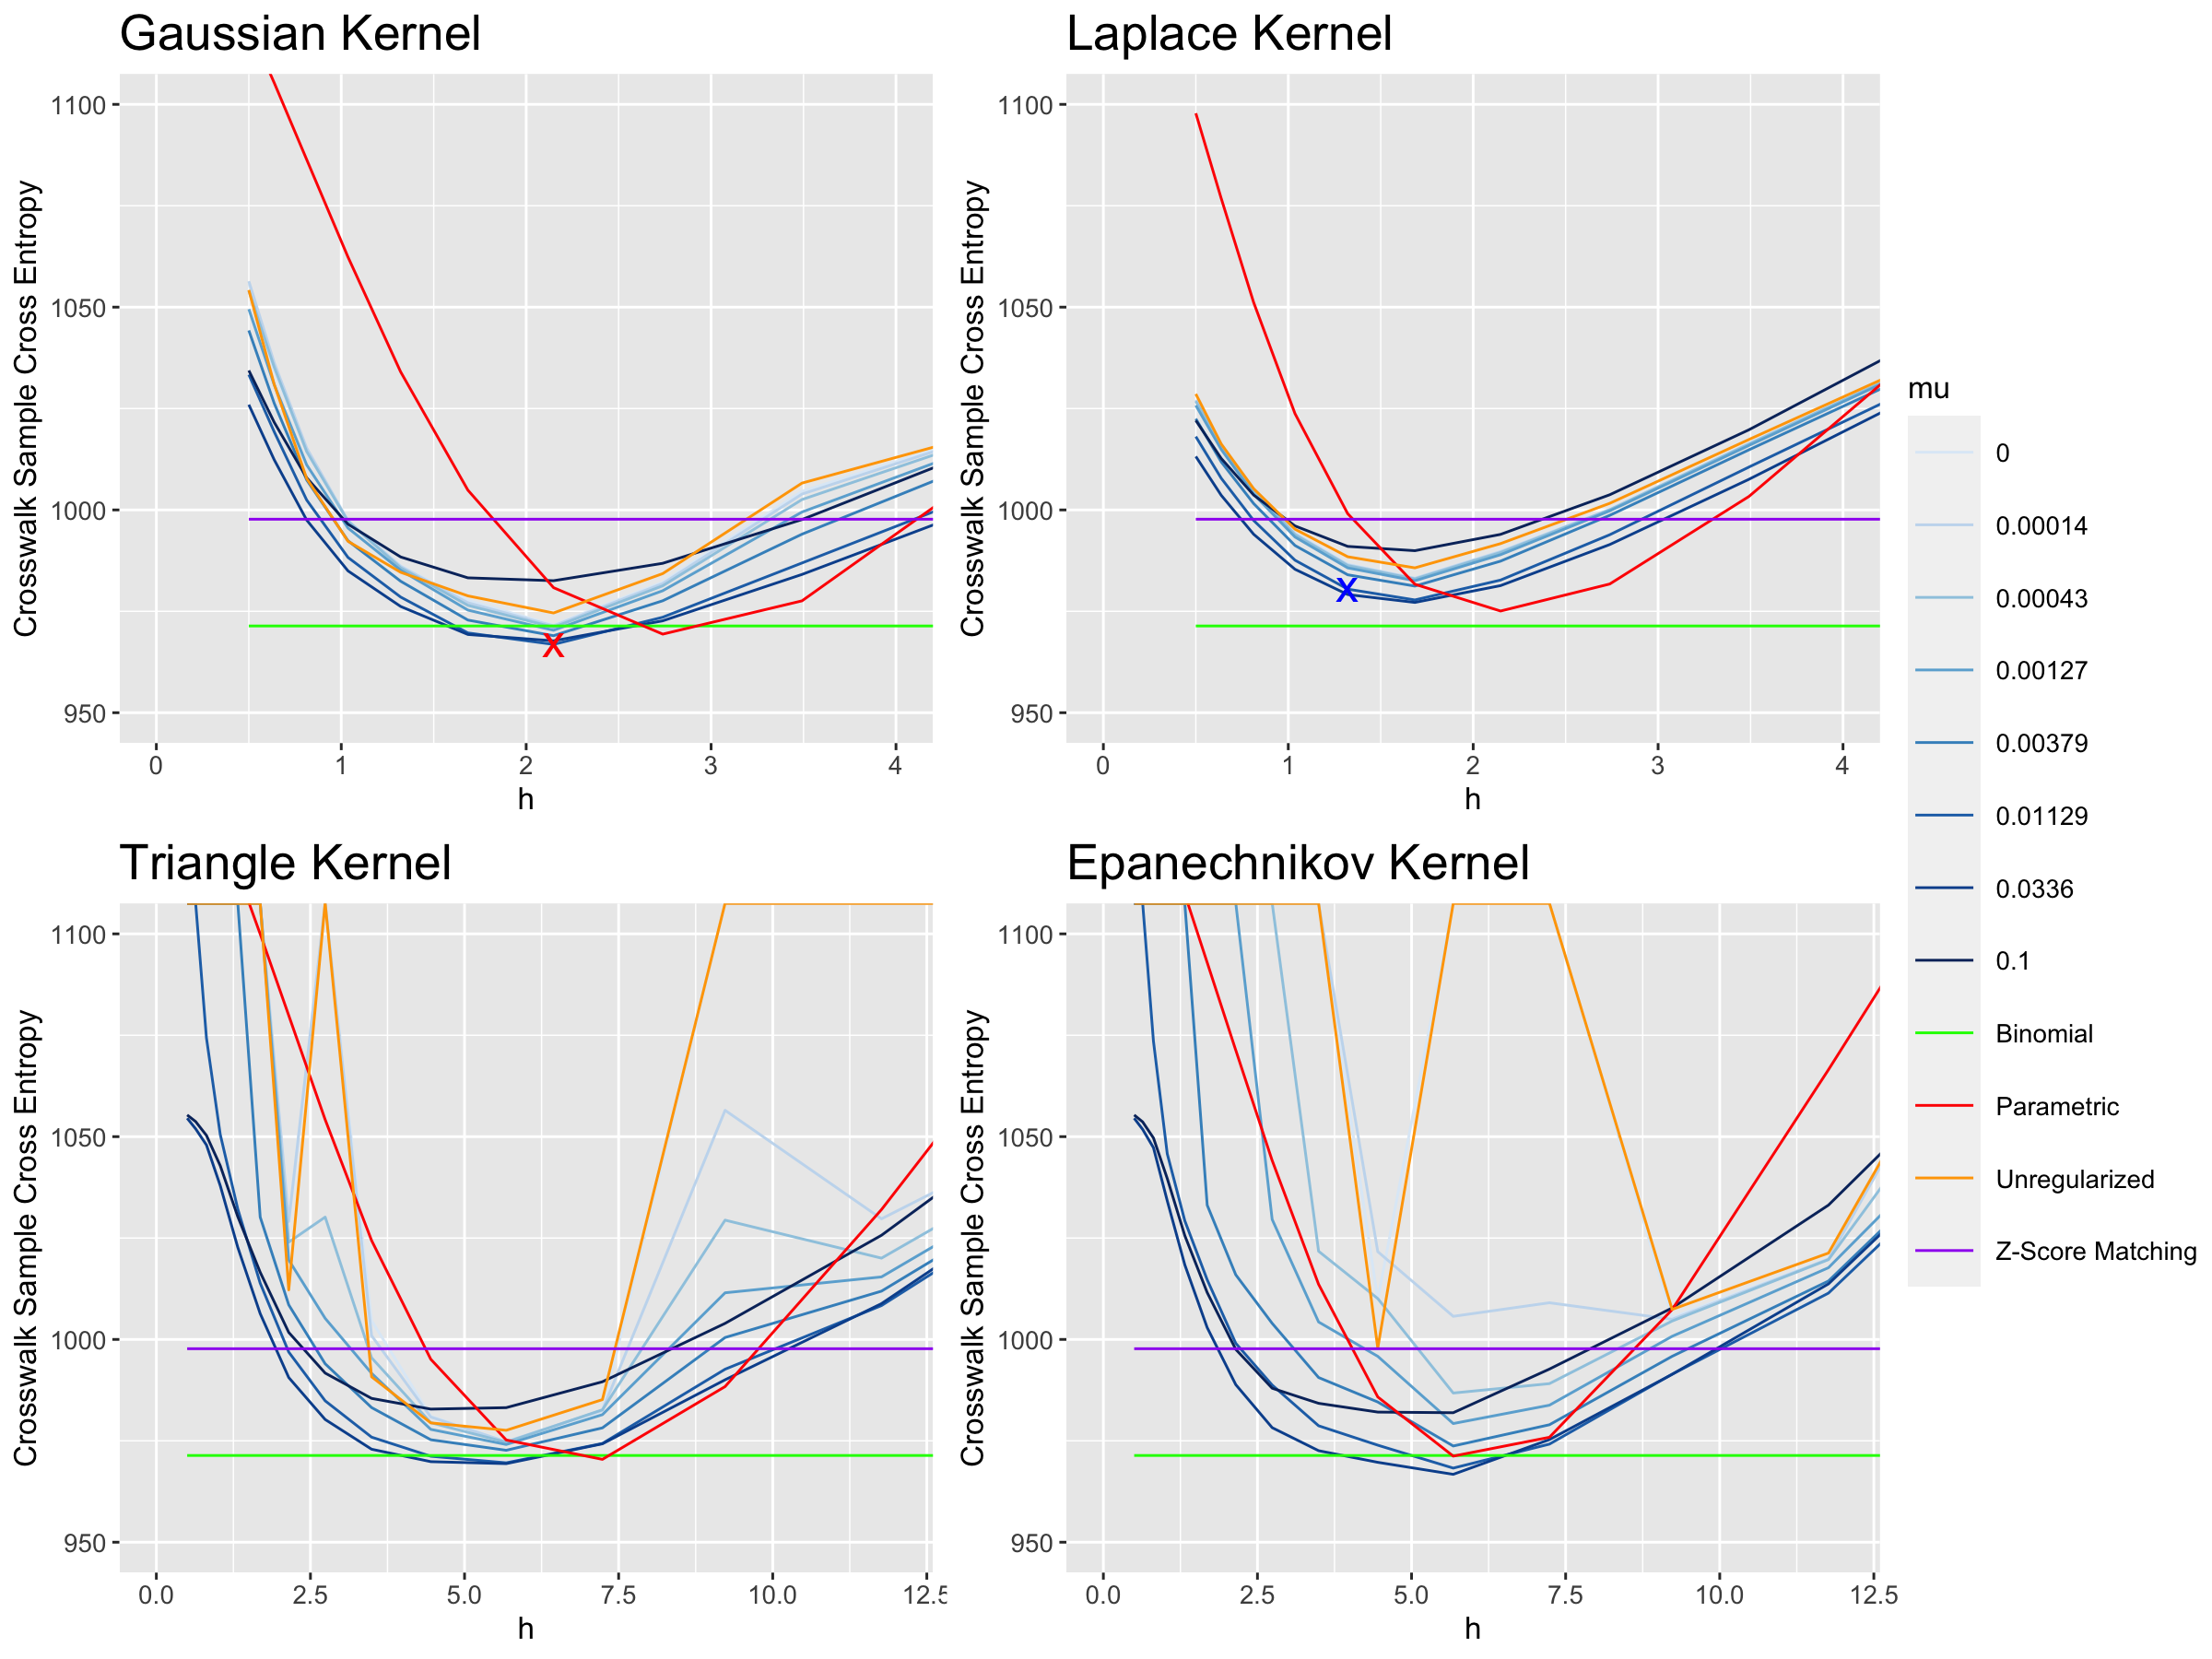 Gaussian Kernel
Crosswalk Sample Cross Entropy
1100
1050
1000
950
X
0 1 2 3 4
h
Laplace Kernel
Crosswalk Sample Cross Entropy
1100
1050
1000
950
X
0 1 2 3 4
h
Triangle Kernel
Crosswalk Sample Cross Entropy
1100
1050
1000
950
0.0 2.5 5.0 7.5 10.0 12.5
h
Epanechnikov Kernel
Crosswalk Sample Cross Entropy
1100
1050
1000
950
0.0 2.5 5.0 7.5 10.0 12.5
h
mu
0
0.00014
0.00043
0.00127
0.00379
0.01129
0.0336
0.1
Binomial
Parametric
Unregularized
Z-Score Matching